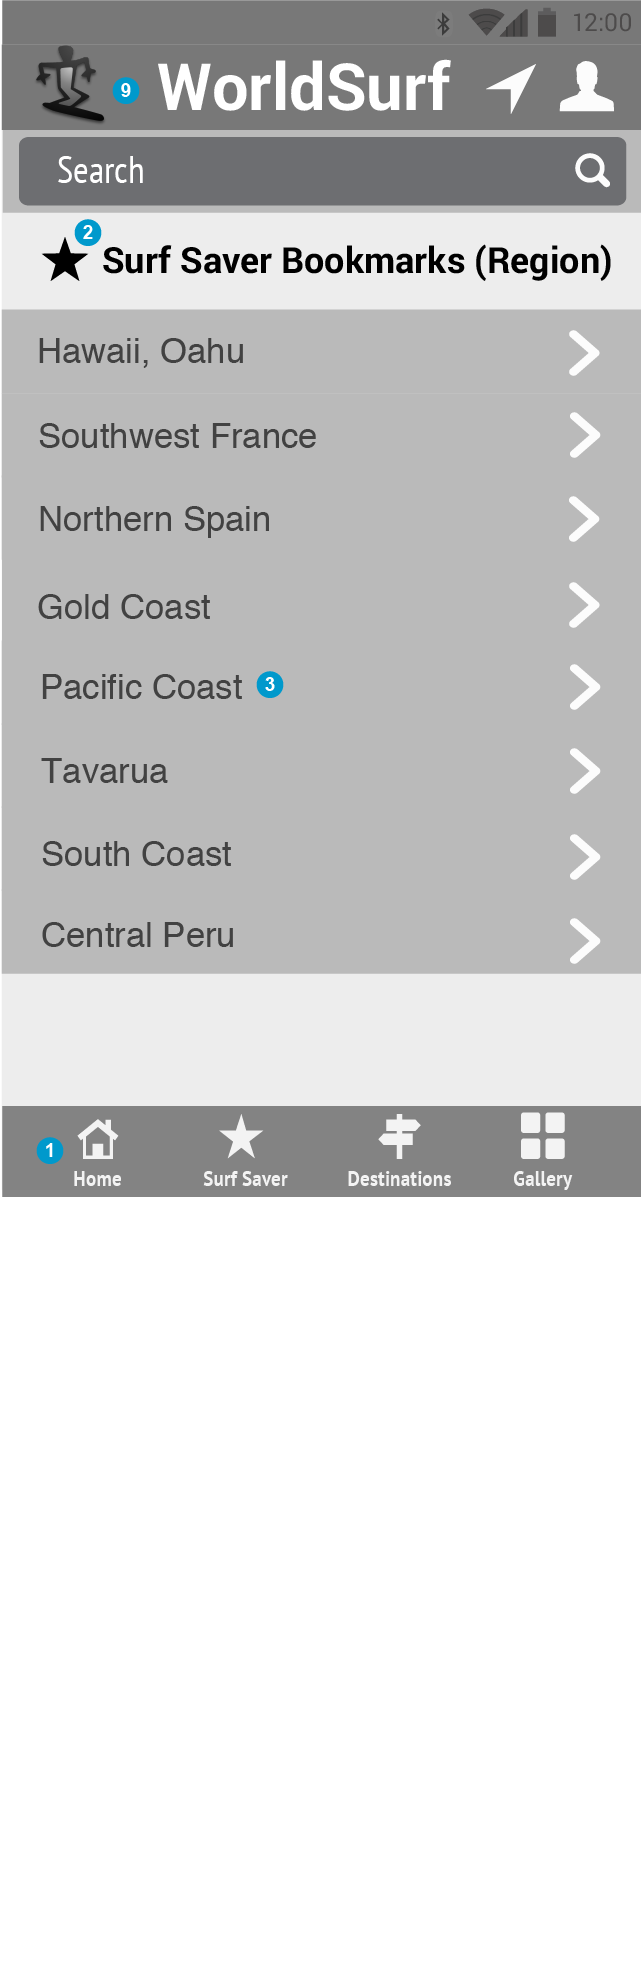 12:00
9 WorldSurf
Search
2
Surf Saver Bookmarks (Region)
Hawaii, Oahu
Southwest France
Northern Spain
Gold Coast
Pacific Coast 3
Tavarua
South Coast
Central Peru
1
Home Surf Saver Destinations Gallery